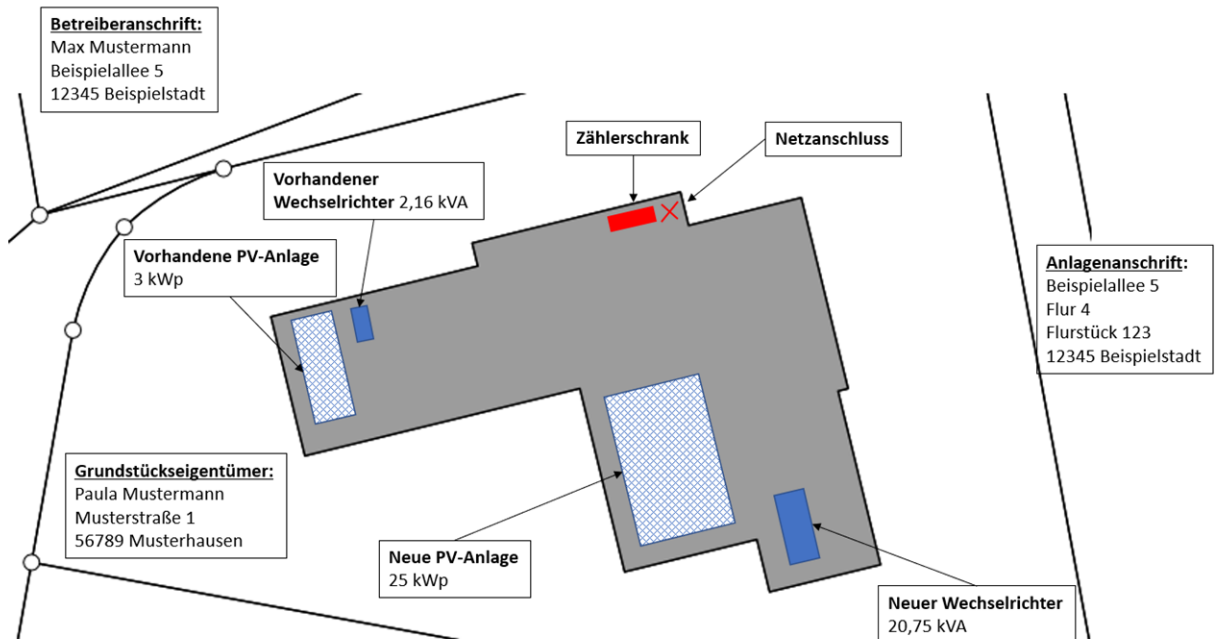 Betreiberanschrift:
Max Mustermann
Beispielallee 5
12345 Beispielstadt
Zählerschrank
Netzanschluss
Vorhandener
Wechselrichter 2,16 kVA
Vorhandene PV-Anlage
3 kWp
Anlagenanschrift:
Beispielallee 5
Flur 4
Flurstück 123
12345 Beispielstadt
Grundstückseigentümer:
Paula Mustermann
Musterstraße 1
56789 Musterhausen
Neue PV-Anlage
25 kWp
Neuer Wechselrichter
20,75 kVA